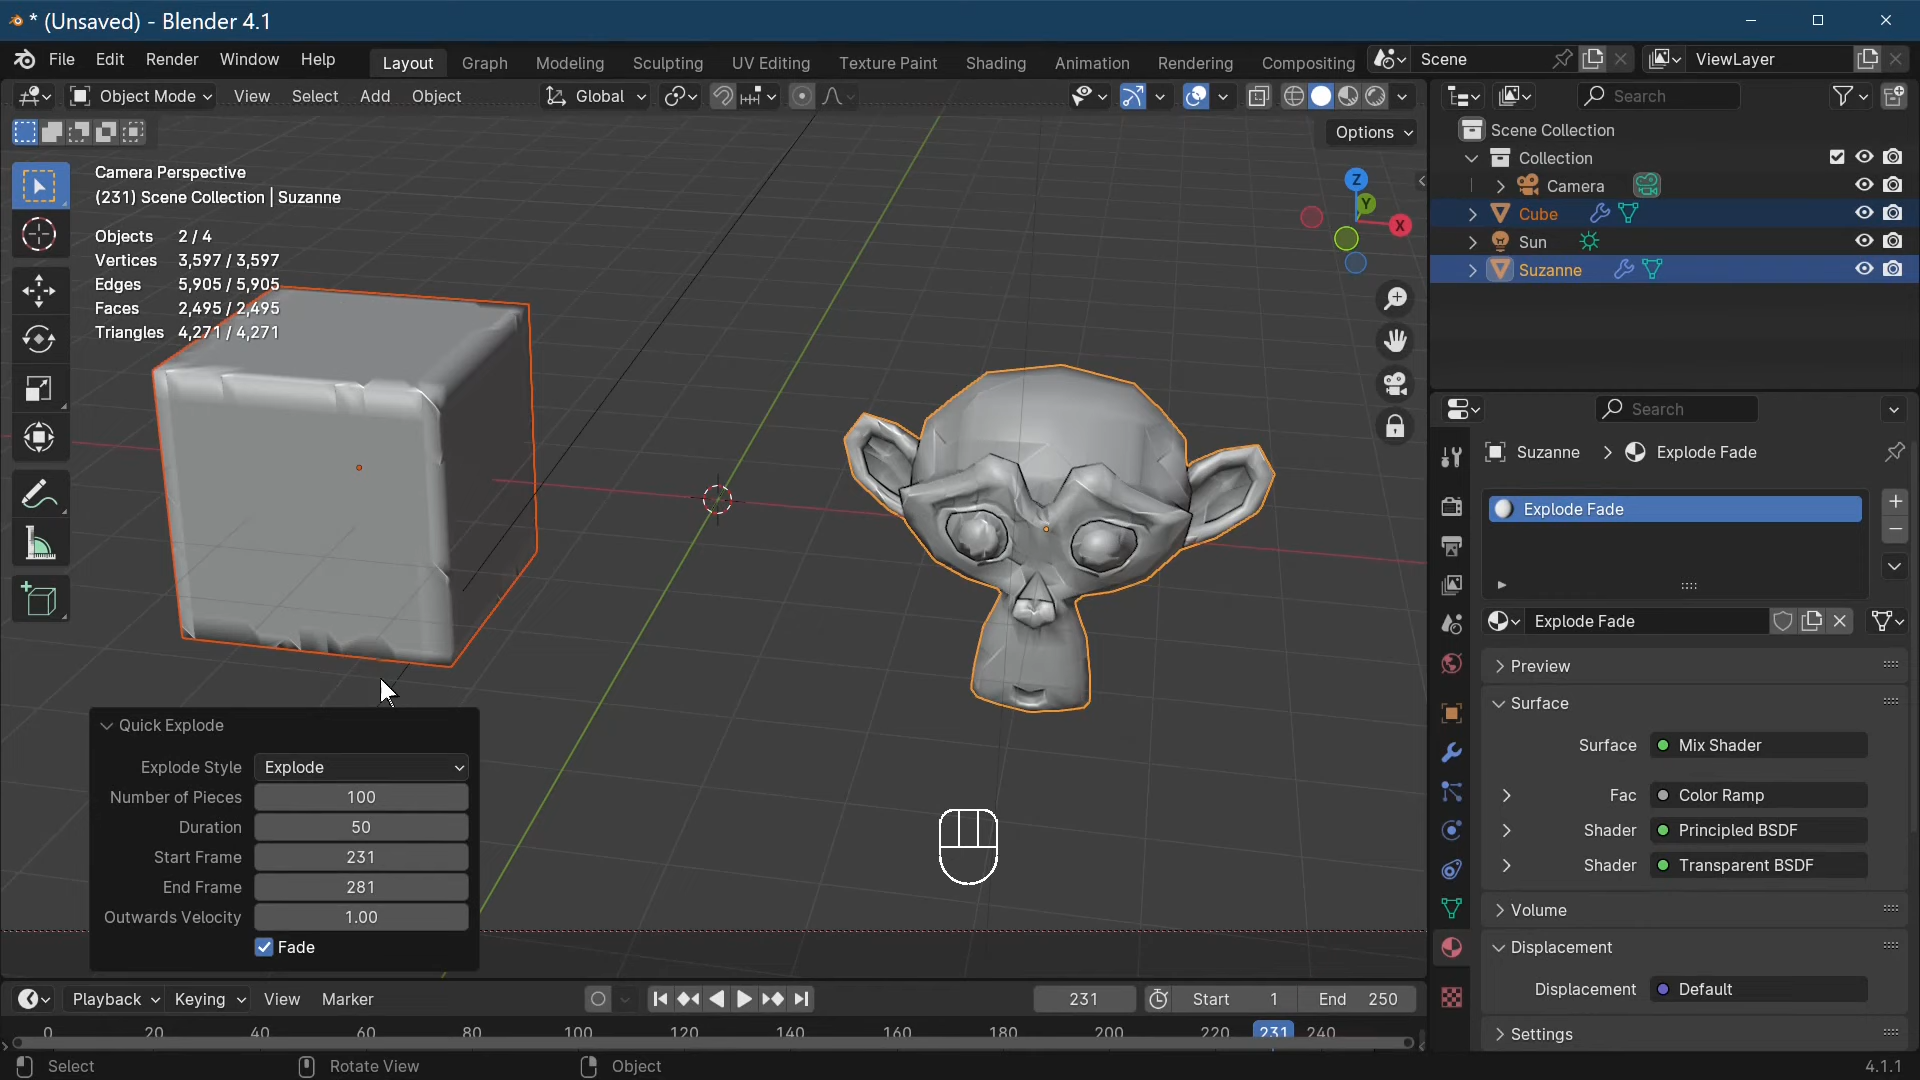 * (Unsaved) - Blender 4.1
File Edit Render Window Help Layout Graph Modeling Sculpting UV Editing Texture Paint Shading Animation Rendering Compositing Scene ViewLayer
Object Mode View Select Add Object Global Search
Options
Camera Perspective
(231) Scene Collection | Suzanne
Objects 2 / 4
Vertices 3,597 / 3,597
Edges 5,905 / 5,905
Faces 2,495 / 2,495
Triangles 4,271 / 4,271
Z
Y
X
Scene Collection
Collection
Camera
Cube
Sun
Suzanne
Search
Suzanne > Explode Fade
Explode Fade
Explode Fade
Preview
Surface
Surface Mix Shader
Fac Color Ramp
Shader Principled BSDF
Shader Transparent BSDF
Volume
Displacement
Displacement Default
Settings
Quick Explode
Explode Style Explode
Number of Pieces 100
Duration 50
Start Frame 231
End Frame 281
Outwards Velocity 1.00
Fade
Playback Keying View Marker 231 Start 1 End 250
0 20 40 60 80 100 120 140 160 180 200 220 231 240
Select Rotate View Object 4.1.1